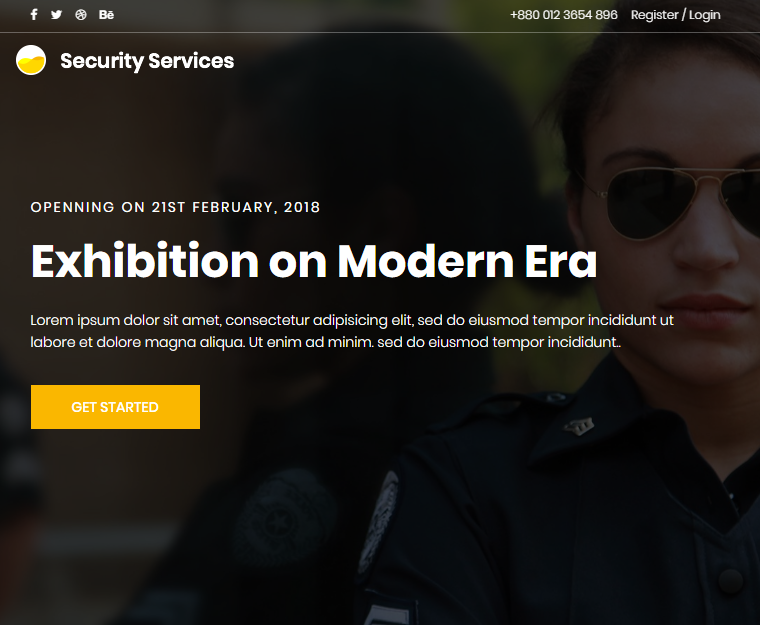 +880 012 3654 896 Register / Login
Security Services
OPENNING ON 21ST FEBRUARY, 2018
Exhibition on Modern Era
Lorem ipsum dolor sit amet, consectetur adipisicing elit, sed do eiusmod tempor incididunt ut
labore et dolore magna aliqua. Ut enim ad minim. sed do eiusmod tempor incididunt..
GET STARTED